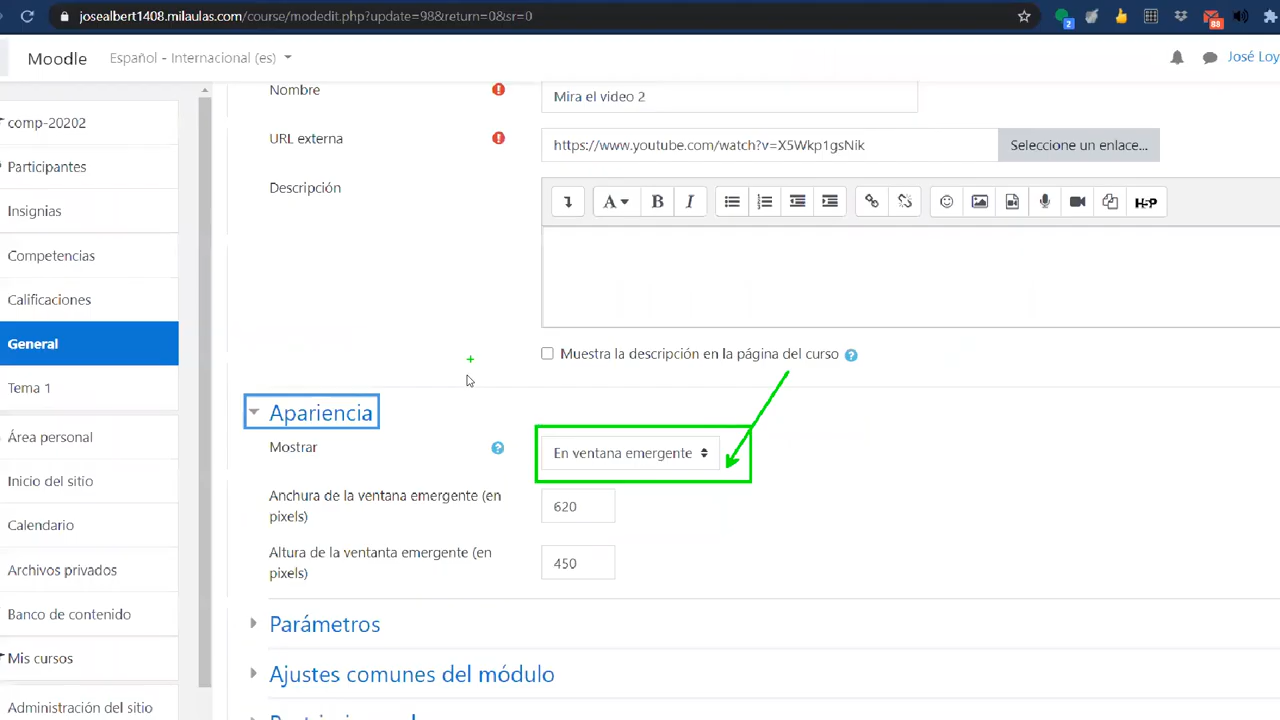 josealbert1408.milaulas.com/course/modedit.php?update=98&return=0&sr=0
2
88
Moodle
Español - Internacional (es)
José Loy
comp-20202
Participantes
Insignias
Competencias
Calificaciones
General
Tema 1
Área personal
Inicio del sitio
Calendario
Archivos privados
Banco de contenido
Mis cursos
Administración del sitio
Nombre
Mira el video 2
URL externa
https://www.youtube.com/watch?v=X5Wkp1gsNik
Seleccione un enlace...
Descripción
A
B
I
H5P
Muestra la descripción en la página del curso
Apariencia
Mostrar
En ventana emergente
Anchura de la ventana emergente (en
pixels)
620
Altura de la ventanta emergente (en
pixels)
450
Parámetros
Ajustes comunes del módulo